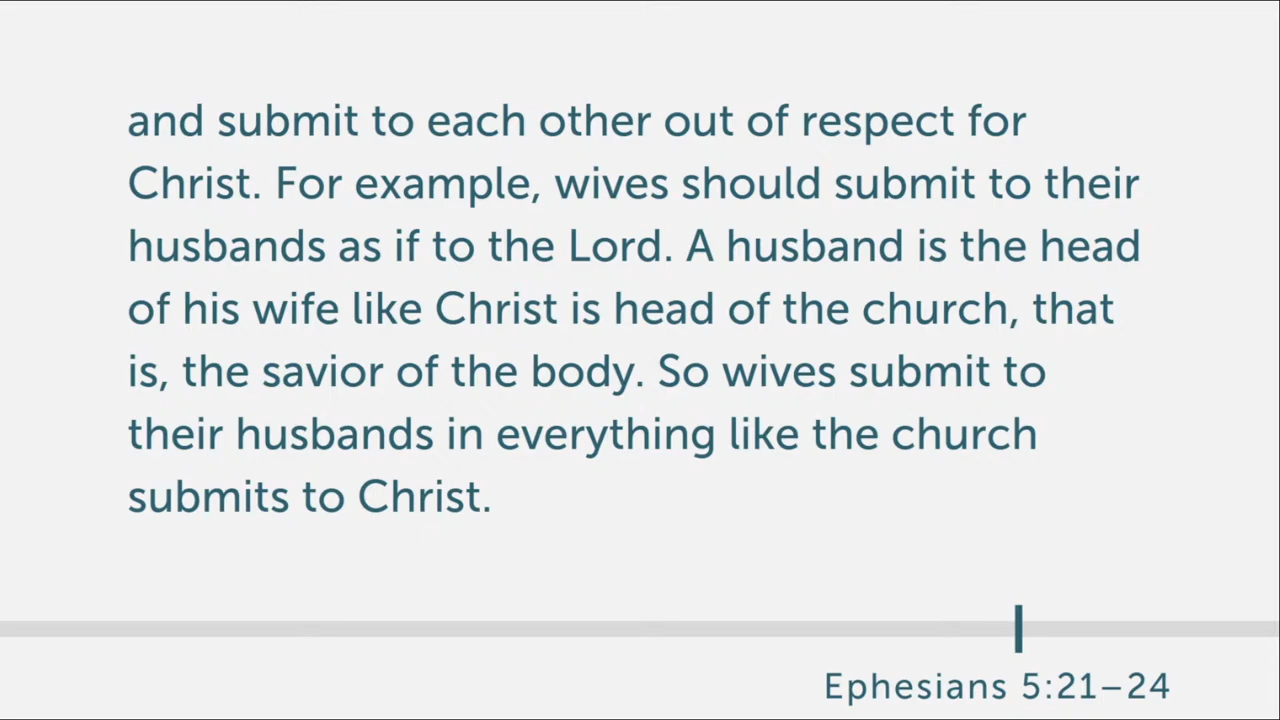 and submit to each other out of respect for
Christ. For example, wives should submit to their
husbands as if to the Lord. A husband is the head
of his wife like Christ is head of the church, that
is, the savior of the body. So wives submit to
their husbands in everything like the church
submits to Christ.
Ephesians 5:21–24